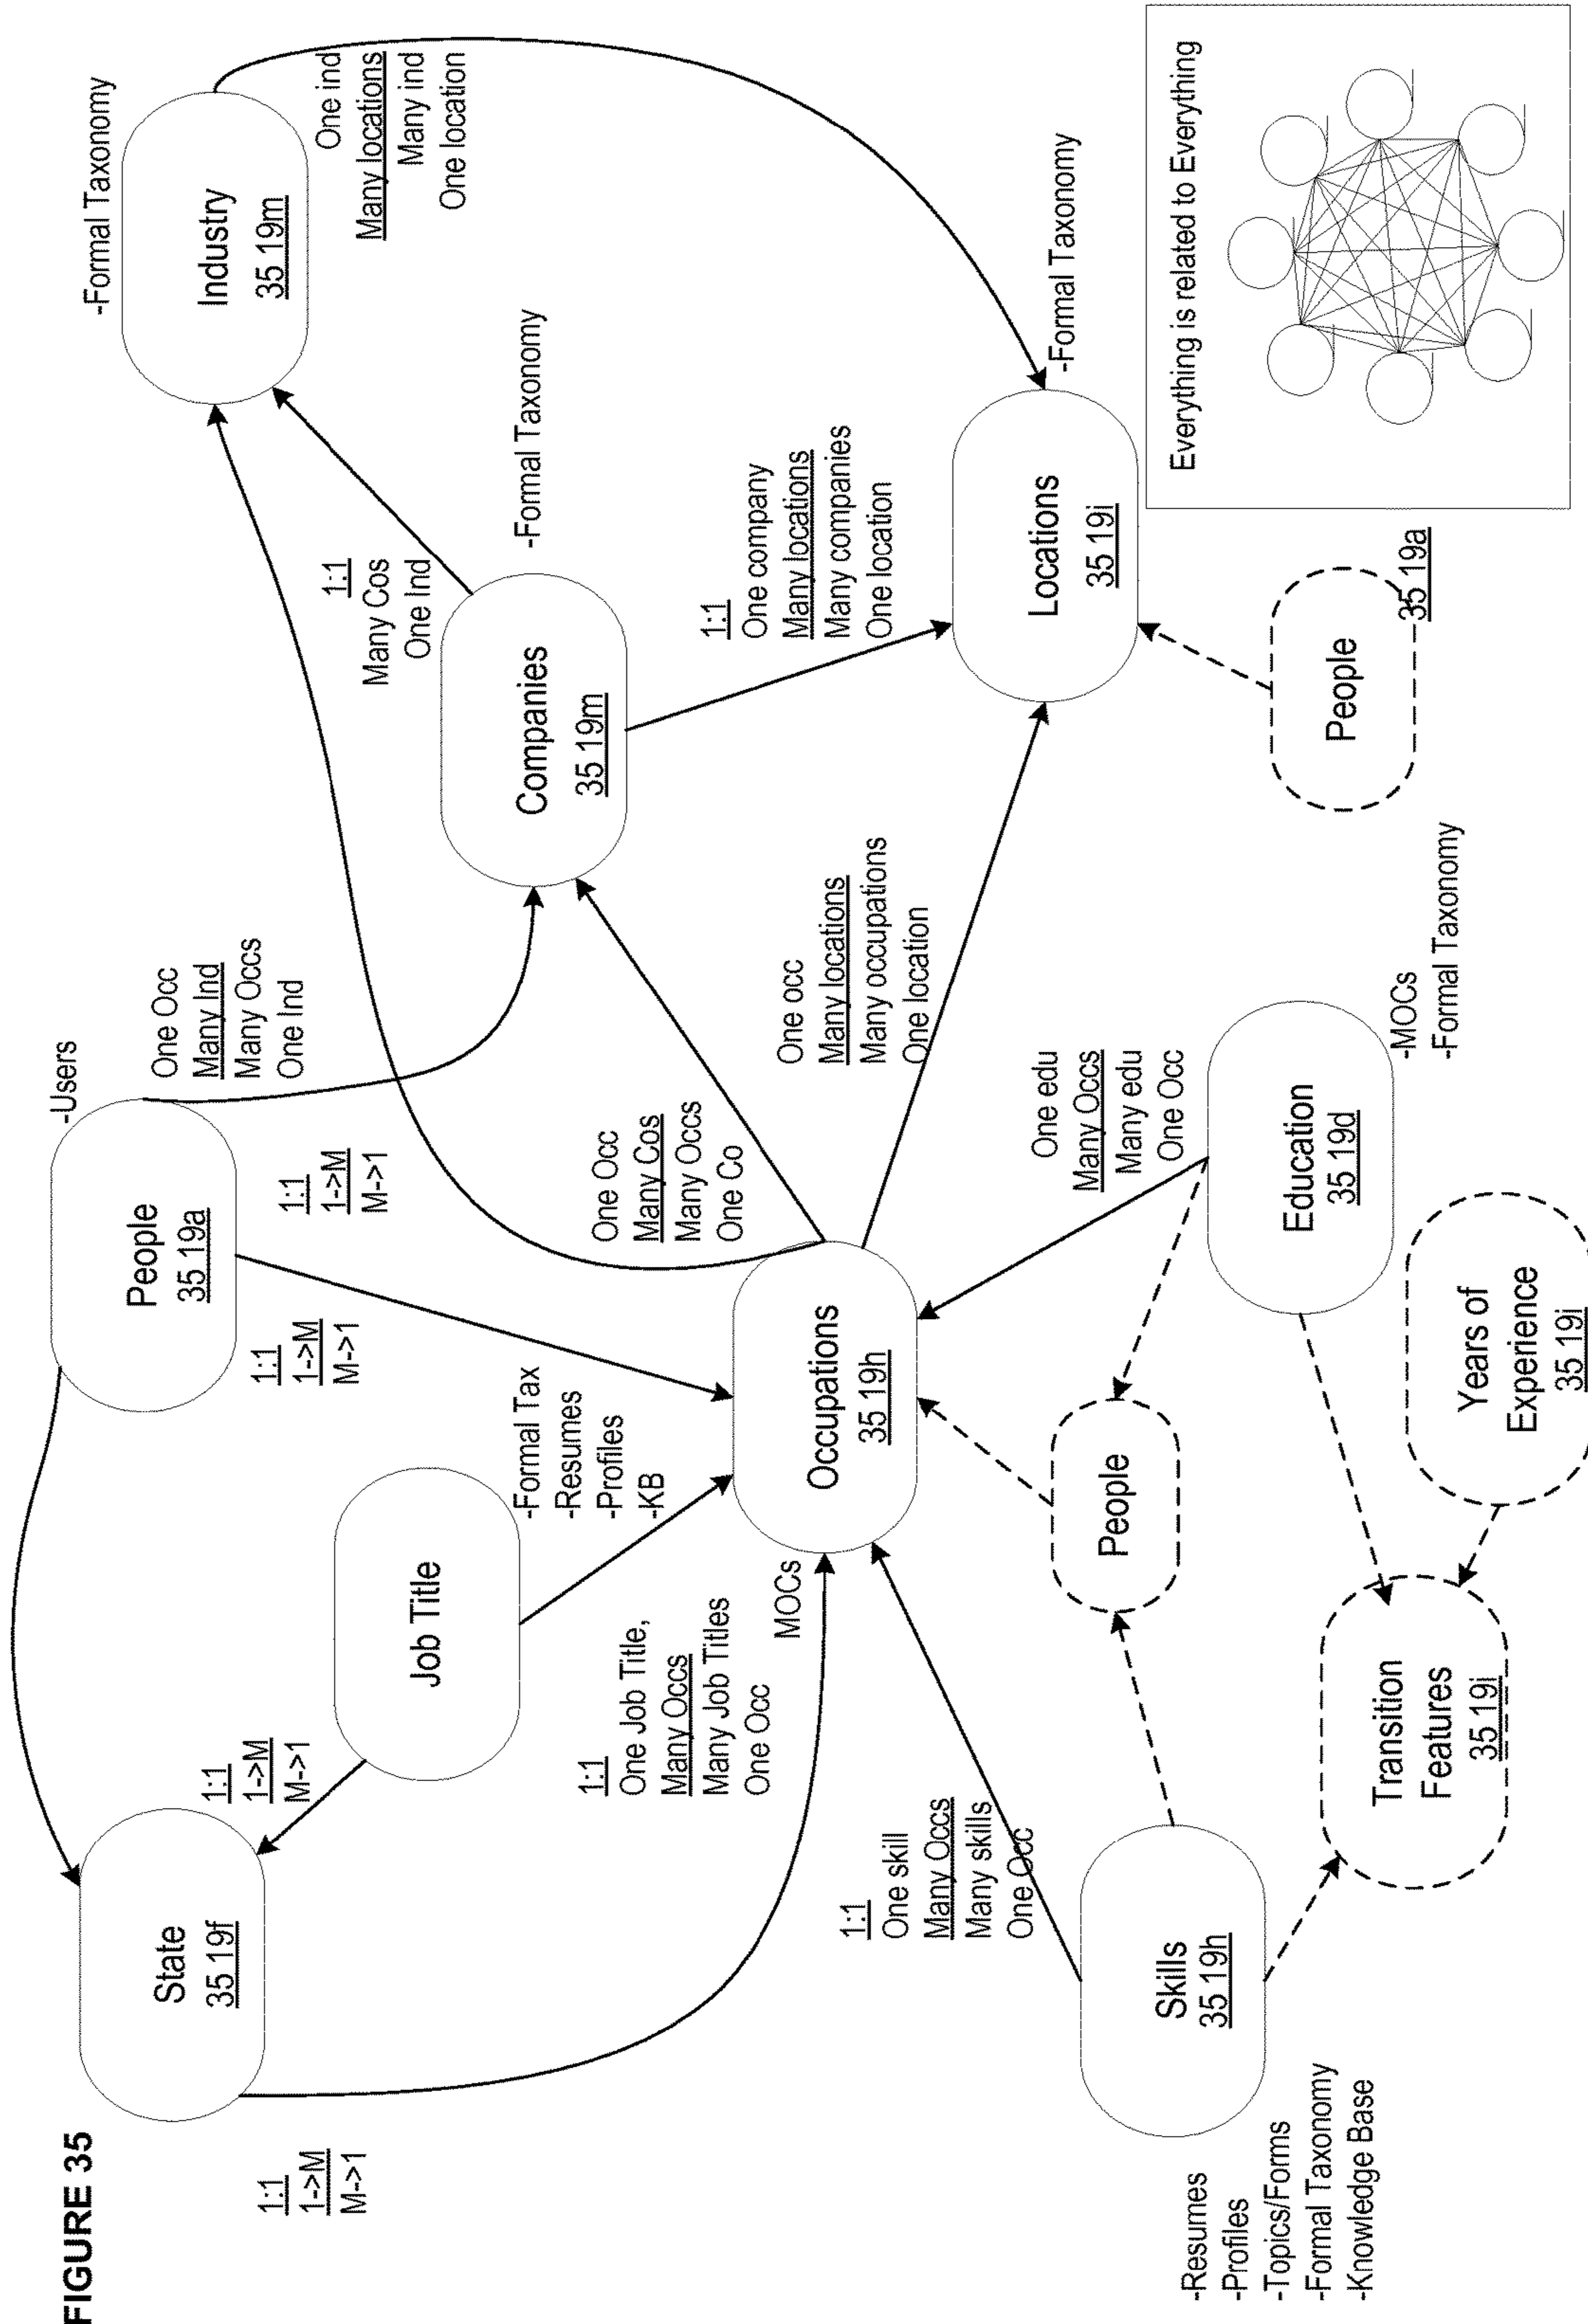 FIGURE 35
1:1
1->M
M->1
State
35 19f
1:1
1->M
M->1
Job Title
1:1
1->M
M->1
People
35 19a
-Users
1:1
1->M
M->1
One Occ
Many Ind
Many Occs
One Ind
-Formal Taxonomy
Industry
35 19m
One ind
Many locations
Many ind
One location
1:1
Many Cos
One Ind
-Formal Taxonomy
Companies
35 19m
-Formal Tax
-Resumes
-Profiles
-KB
1:1
One Job Title,
Many Occs
Many Job Titles
One Occ
MOCs
One Occ
Many Cos
Many Occs
One Co
Occupations
35 19h
1:1
One company
Many locations
Many companies
One location
One occ
Many locations
Many occupations
One location
-Formal Taxonomy
Locations
35 19i
1:1
One skill
Many Occs
Many skills
One Occ
Skills
35 19h
-Resumes
-Profiles
-Topics/Forms
-Formal Taxonomy
-Knowledge Base
People
One edu
Many Occs
Many edu
One Occ
Education
35 19d
-MOCs
-Formal Taxonomy
Transition
Features
35 19i
Years of
Experience
35 19i
People
35 19a
Everything is related to Everything